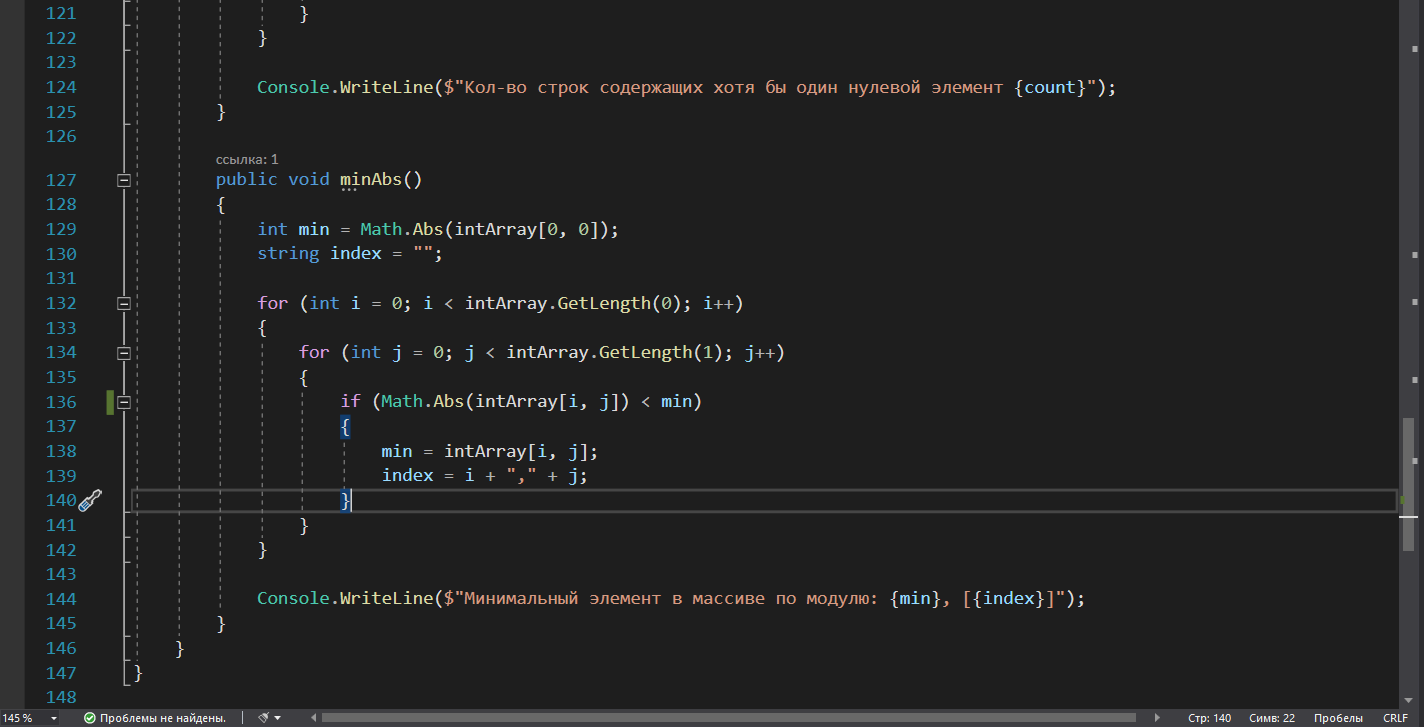 121 }
122 }
123
124 Console.WriteLine($"Кол-во строк содержащих хотя бы один нулевой элемент {count}");
125 }
126
ссылка: 1
127 public void minAbs()
128 {
129 int min = Math.Abs(intArray[0, 0]);
130 string index = "";
131
132 for (int i = 0; i < intArray.GetLength(0); i++)
133 {
134 for (int j = 0; j < intArray.GetLength(1); j++)
135 {
136 if (Math.Abs(intArray[i, j]) < min)
137 {
138 min = intArray[i, j];
139 index = i + "," + j;
140 }
141 }
142 }
143
144 Console.WriteLine($"Минимальный элемент в массиве по модулю: {min}, [{index}]");
145 }
146 }
147 }
148
145 % Проблемы не найдены. Стр: 140 Симв: 22 Пробелы CRLF